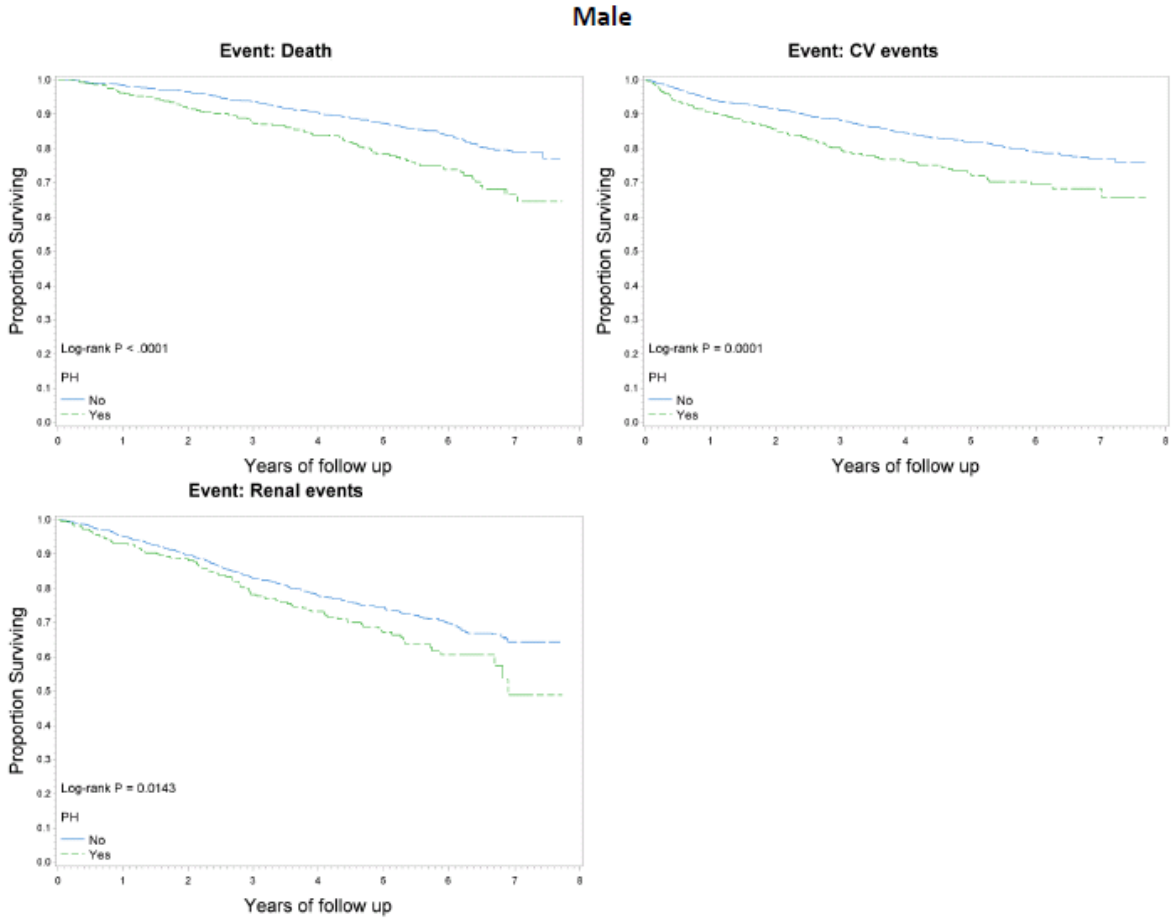 Male
Event: Death
Proportion Surviving
1.0
0.9
0.8
0.7
0.6
0.5
0.4
0.3
0.2
0.1
0.0
Log-rank P < .0001
PH
No
Yes
0 1 2 3 4 5 6 7 8
Years of follow up
Event: CV events
Proportion Surviving
1.0
0.9
0.8
0.7
0.6
0.5
0.4
0.3
0.2
0.1
0.0
Log-rank P = 0.0001
PH
No
Yes
0 1 2 3 4 5 6 7 8
Years of follow up
Event: Renal events
Proportion Surviving
1.0
0.9
0.8
0.7
0.6
0.5
0.4
0.3
0.2
0.1
0.0
Log-rank P = 0.0143
PH
No
Yes
0 1 2 3 4 5 6 7 8
Years of follow up